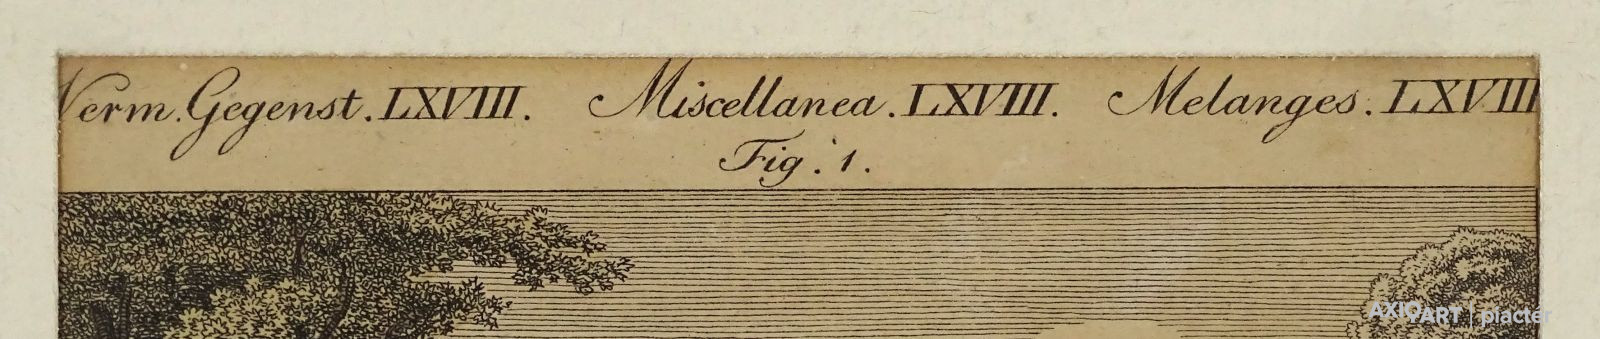 Verm. Gegenst. LXVIII. Miscellanea. LXVIII. Melanges. LXVIII
Fig. 1.
AXIOART | piacter